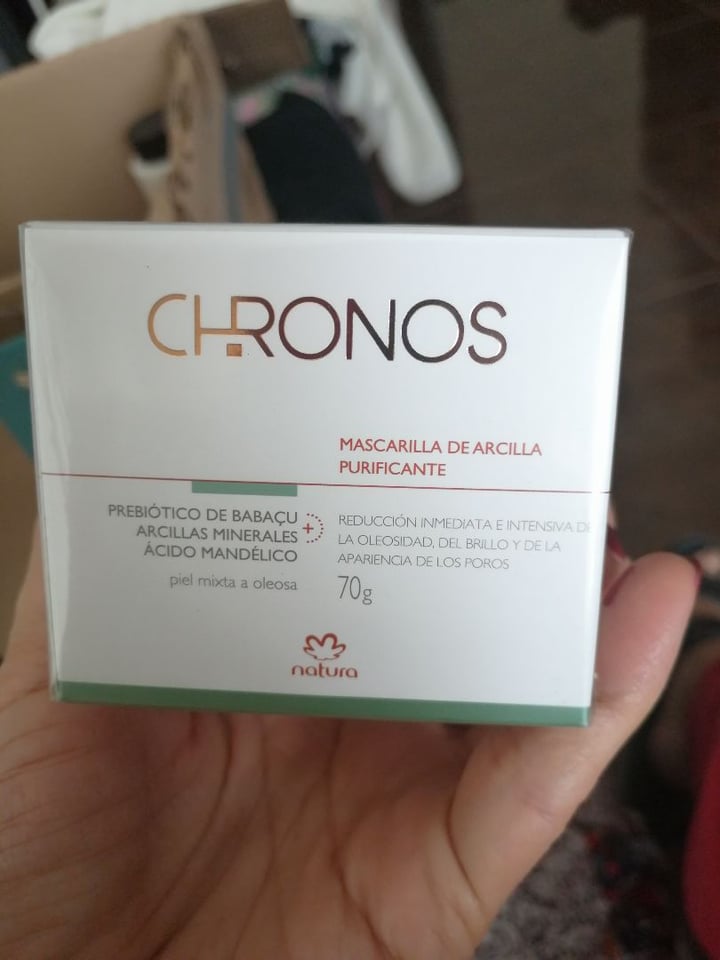 CHRONOS
MASCARILLA DE ARCILLA
PURIFICANTE
PREBIÓTICO DE BABAÇU
ARCILLAS MINERALES
ÁCIDO MANDÉLICO
piel mixta a oleosa
+
REDUCCIÓN INMEDIATA E INTENSIVA DE
LA OLEOSIDAD, DEL BRILLO Y DE LA
APARIENCIA DE LOS POROS
70g
natura